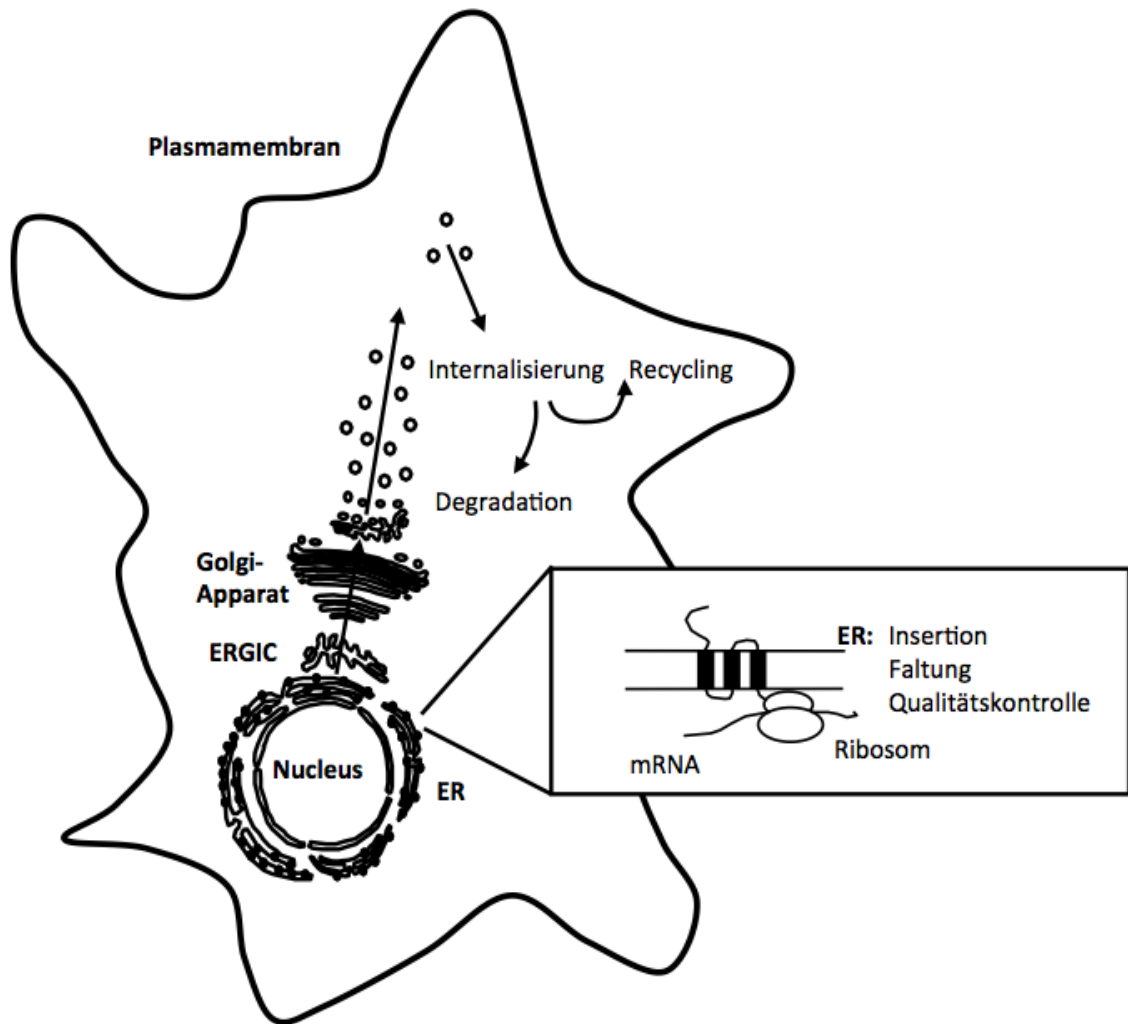 Plasmamembran
Internalisierung Recycling
Degradation
Golgi-
Apparat
ERGIC
Nucleus
ER
ER: Insertion
Faltung
Qualitätskontrolle
Ribosom
mRNA